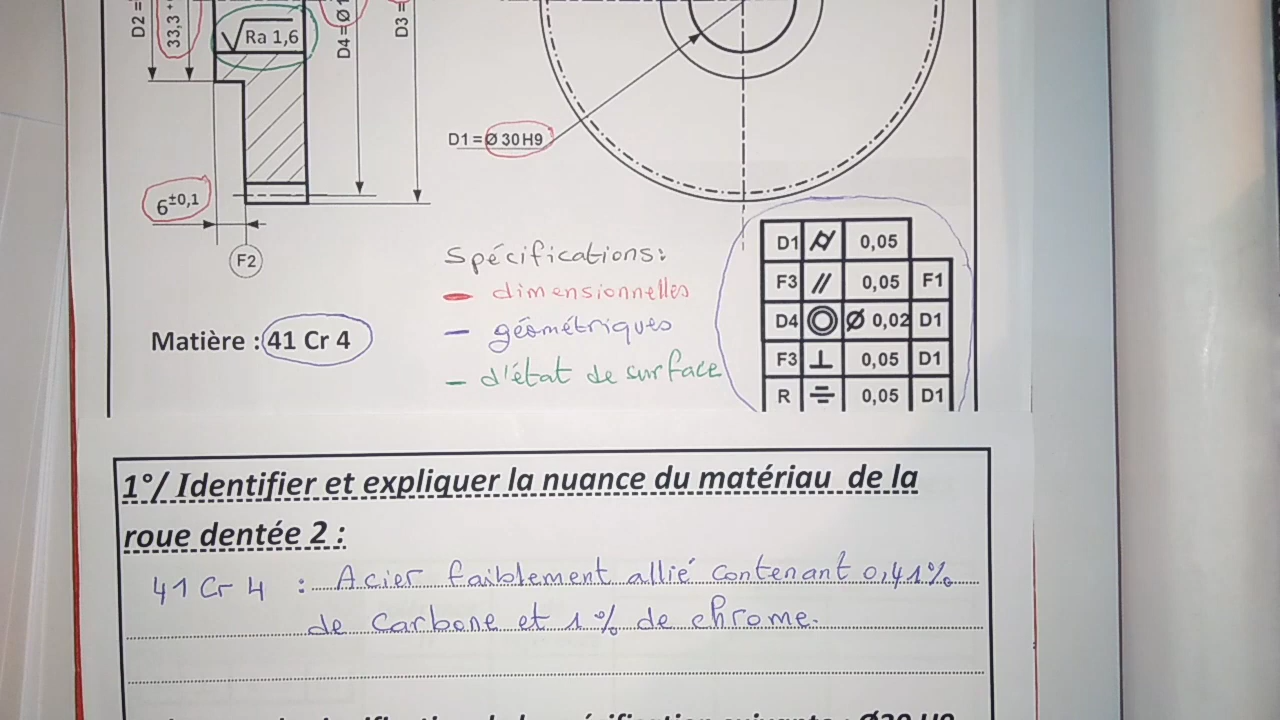 D2 =
33,3 +
Ra 1,6
D4 = Ø 1
D3 =
D1 = Ø 30 H9
6±0,1
F2
Matière : 41 Cr 4
Spécifications:
dimensionnelles
géométriques
d'état de surface
D1 ⌭ 0,05
F3 // 0,05 F1
D4 ◎ Ø 0,02 D1
F3 ⊥ 0,05 D1
R ⌯ 0,05 D1
1°/ Identifier et expliquer la nuance du matériau de la
roue dentée 2 :
41 Cr 4 : Acier faiblement allié contenant 0,41%
de carbone et 1% de chrome.